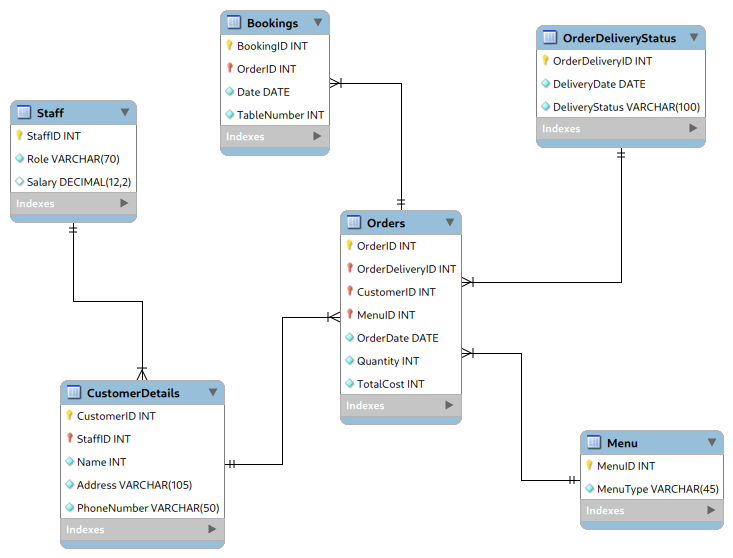 Bookings
BookingID INT
OrderID INT
Date DATE
TableNumber INT
Indexes
OrderDeliveryStatus
OrderDeliveryID INT
DeliveryDate DATE
DeliveryStatus VARCHAR(100)
Indexes
Staff
StaffID INT
Role VARCHAR(70)
Salary DECIMAL(12,2)
Indexes
Orders
OrderID INT
OrderDeliveryID INT
CustomerID INT
MenuID INT
OrderDate DATE
Quantity INT
TotalCost INT
Indexes
CustomerDetails
CustomerID INT
StaffID INT
Name INT
Address VARCHAR(105)
PhoneNumber VARCHAR(50)
Indexes
Menu
MenuID INT
MenuType VARCHAR(45)
Indexes